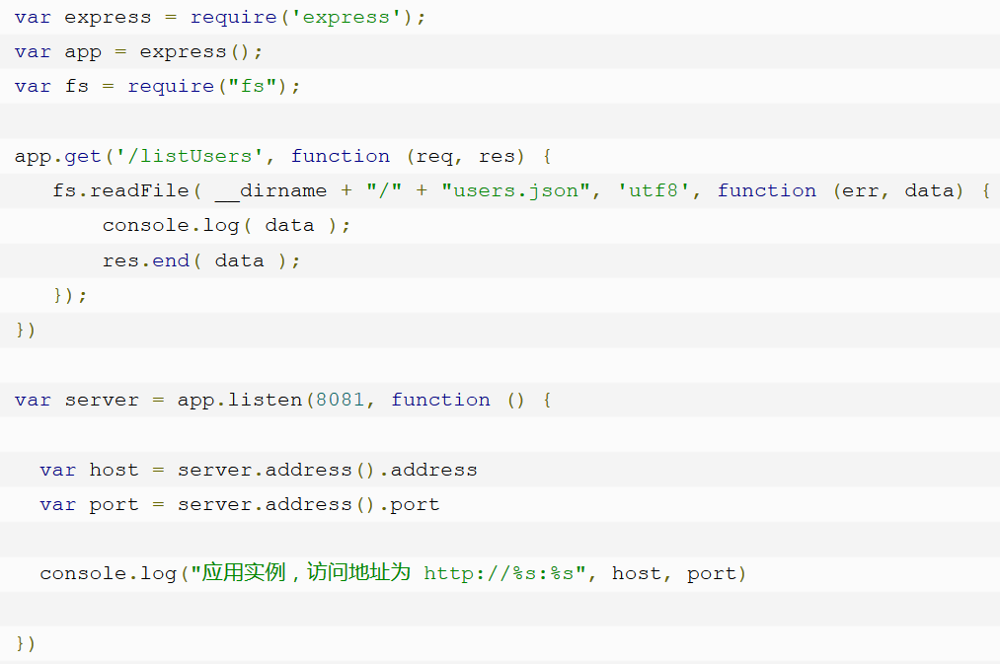 var express = require('express');
var app = express();
var fs = require("fs");
app.get('/listUsers', function (req, res) {
fs.readFile( __dirname + "/" + "users.json", 'utf8', function (err, data) {
console.log( data );
res.end( data );
});
})
var server = app.listen(8081, function () {
var host = server.address().address
var port = server.address().port
console.log("应用实例，访问地址为 http://%s:%s", host, port)
})